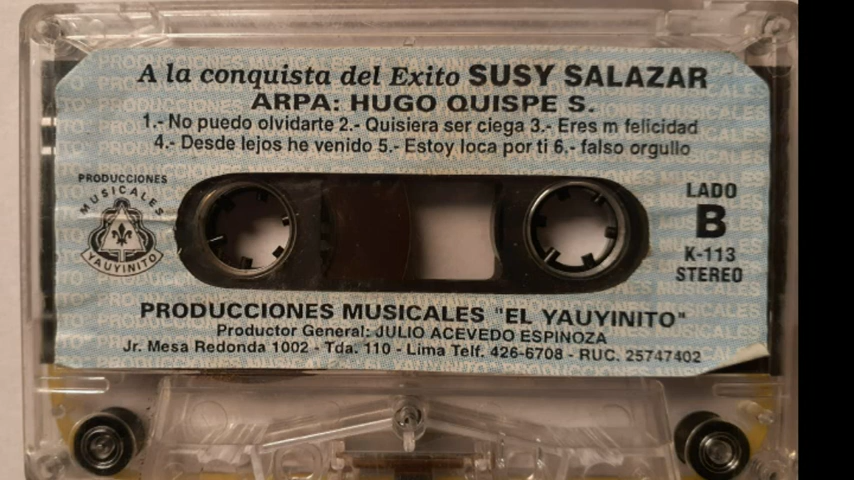 A la conquista del Exito SUSY SALAZAR
ARPA: HUGO QUISPE S.
1.- No puedo olvidarte 2.- Quisiera ser ciega 3.- Eres m felicidad
4.- Desde lejos he venido 5.- Estoy loca por ti 6.- falso orgullo
PRODUCCIONES
MUSICALES
YAUYINITO
LADO
B
K-113
STEREO
PRODUCCIONES MUSICALES "EL YAUYINITO"
Productor General: JULIO ACEVEDO ESPINOZA
Jr. Mesa Redonda 1002 - Tda. 110 - Lima Telf. 426-6708 - RUC. 25747402